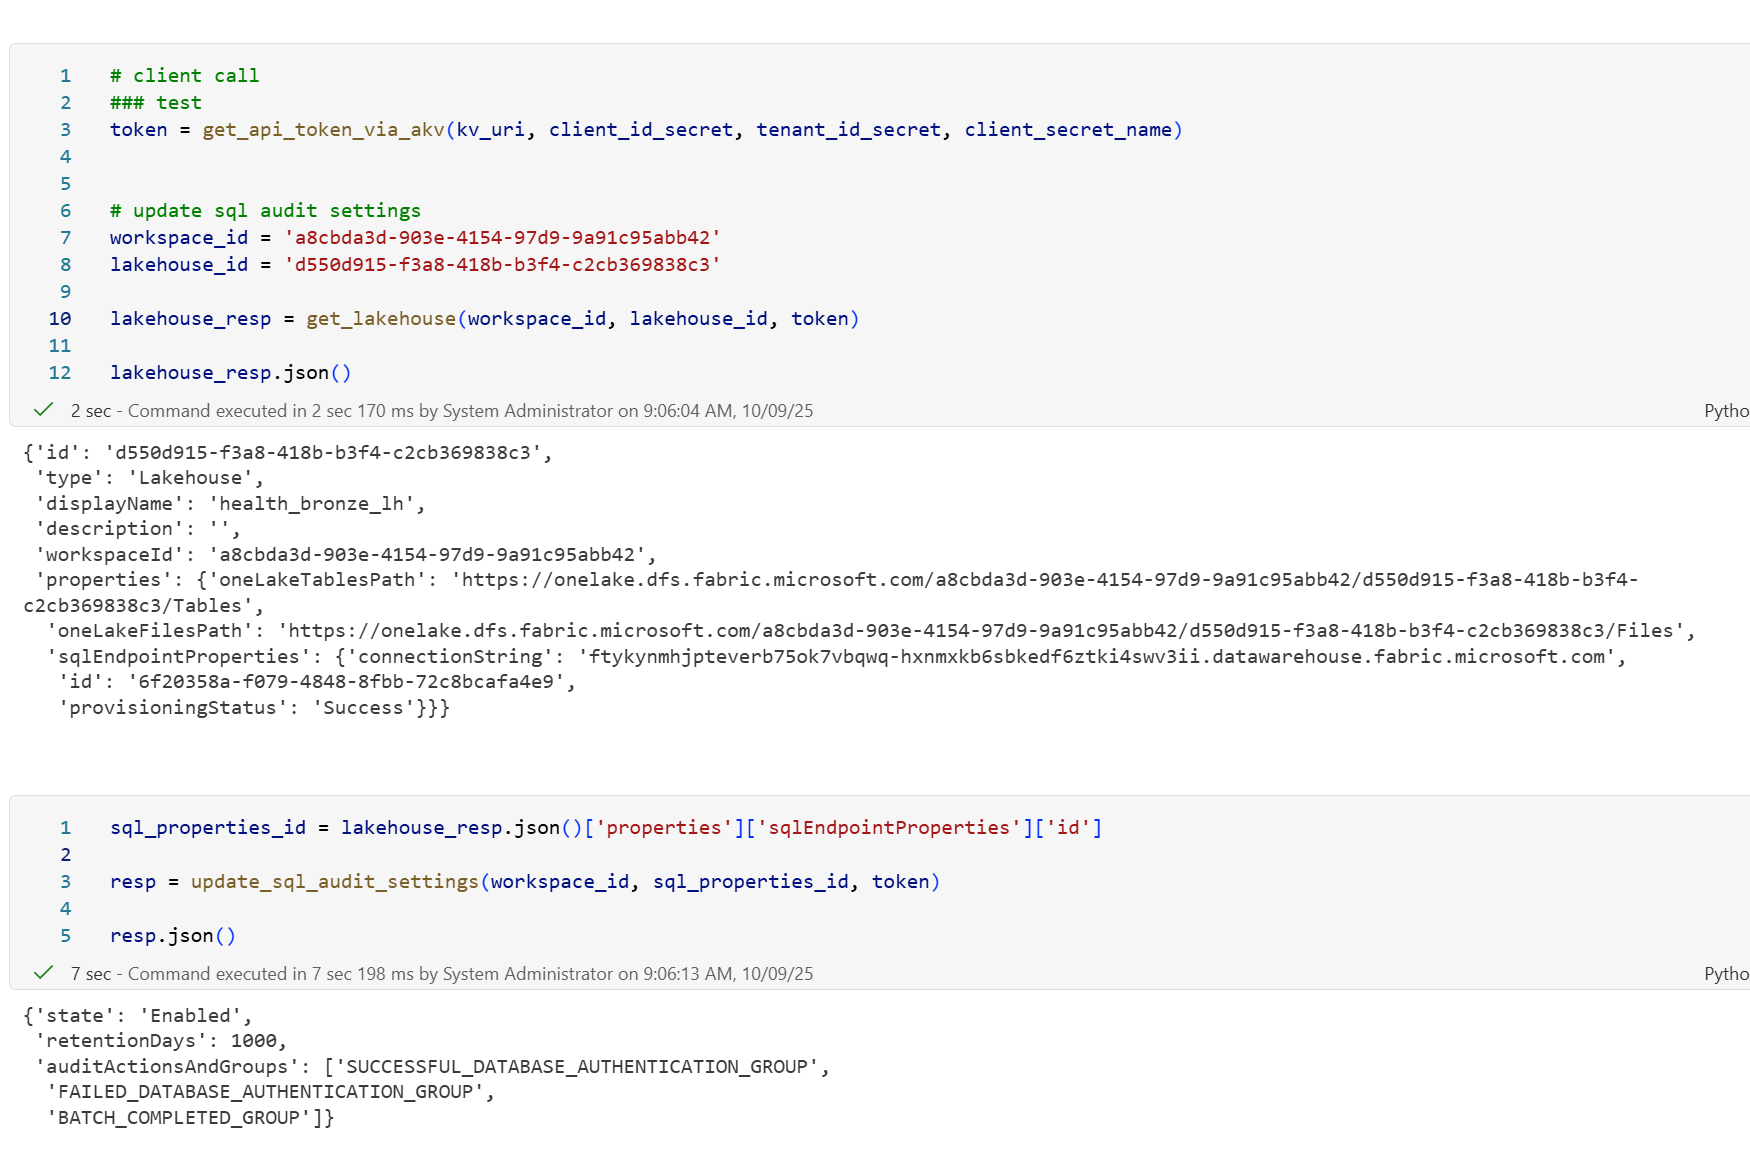 1 # client call
2 ### test
3 token = get_api_token_via_akv(kv_uri, client_id_secret, tenant_id_secret, client_secret_name)
4
5
6 # update sql audit settings
7 workspace_id = 'a8cbda3d-903e-4154-97d9-9a91c95abb42'
8 lakehouse_id = 'd550d915-f3a8-418b-b3f4-c2cb369838c3'
9
10 lakehouse_resp = get_lakehouse(workspace_id, lakehouse_id, token)
11
12 lakehouse_resp.json()
2 sec - Command executed in 2 sec 170 ms by System Administrator on 9:06:04 AM, 10/09/25 Pytho
{'id': 'd550d915-f3a8-418b-b3f4-c2cb369838c3',
'type': 'Lakehouse',
'displayName': 'health_bronze_lh',
'description': '',
'workspaceId': 'a8cbda3d-903e-4154-97d9-9a91c95abb42',
'properties': {'oneLakeTablesPath': 'https://onelake.dfs.fabric.microsoft.com/a8cbda3d-903e-4154-97d9-9a91c95abb42/d550d915-f3a8-418b-b3f4-
c2cb369838c3/Tables',
'oneLakeFilesPath': 'https://onelake.dfs.fabric.microsoft.com/a8cbda3d-903e-4154-97d9-9a91c95abb42/d550d915-f3a8-418b-b3f4-c2cb369838c3/Files',
'sqlEndpointProperties': {'connectionString': 'ftykynmhjpteverb75ok7vbqwq-hxnmxkb6sbkedf6ztki4swv3ii.datawarehouse.fabric.microsoft.com',
'id': '6f20358a-f079-4848-8fbb-72c8bcafa4e9',
'provisioningStatus': 'Success'}}}
1 sql_properties_id = lakehouse_resp.json()['properties']['sqlEndpointProperties']['id']
2
3 resp = update_sql_audit_settings(workspace_id, sql_properties_id, token)
4
5 resp.json()
7 sec - Command executed in 7 sec 198 ms by System Administrator on 9:06:13 AM, 10/09/25 Pytho
{'state': 'Enabled',
'retentionDays': 1000,
'auditActionsAndGroups': ['SUCCESSFUL_DATABASE_AUTHENTICATION_GROUP',
'FAILED_DATABASE_AUTHENTICATION_GROUP',
'BATCH_COMPLETED_GROUP']}